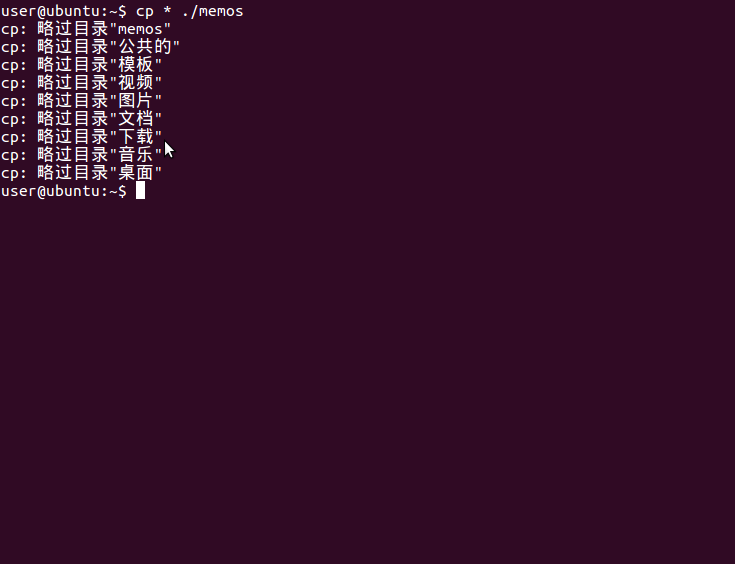 user@ubuntu:~$ cp * ./memos
cp: 略过目录"memos"
cp: 略过目录"公共的"
cp: 略过目录"模板"
cp: 略过目录"视频"
cp: 略过目录"图片"
cp: 略过目录"文档"
cp: 略过目录"下载"
cp: 略过目录"音乐"
cp: 略过目录"桌面"
user@ubuntu:~$